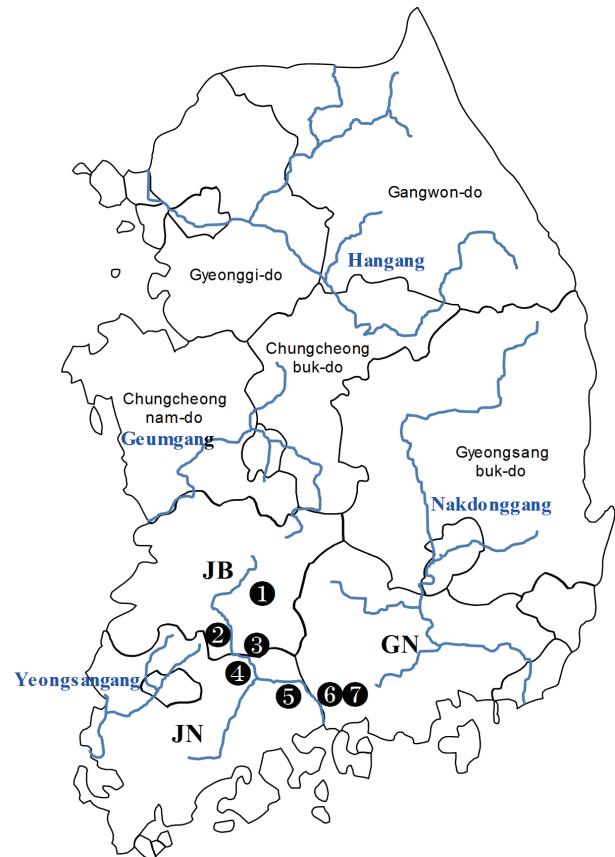 Gangwon-do
Hangang
Gyeonggi-do
Chungcheong
buk-do
Chungcheong
nam-do
Geumgang
Gyeongsang
buk-do
Nakdonggang
JB
1
2
3
GN
4
Yeongsangang
5
6
7
JN